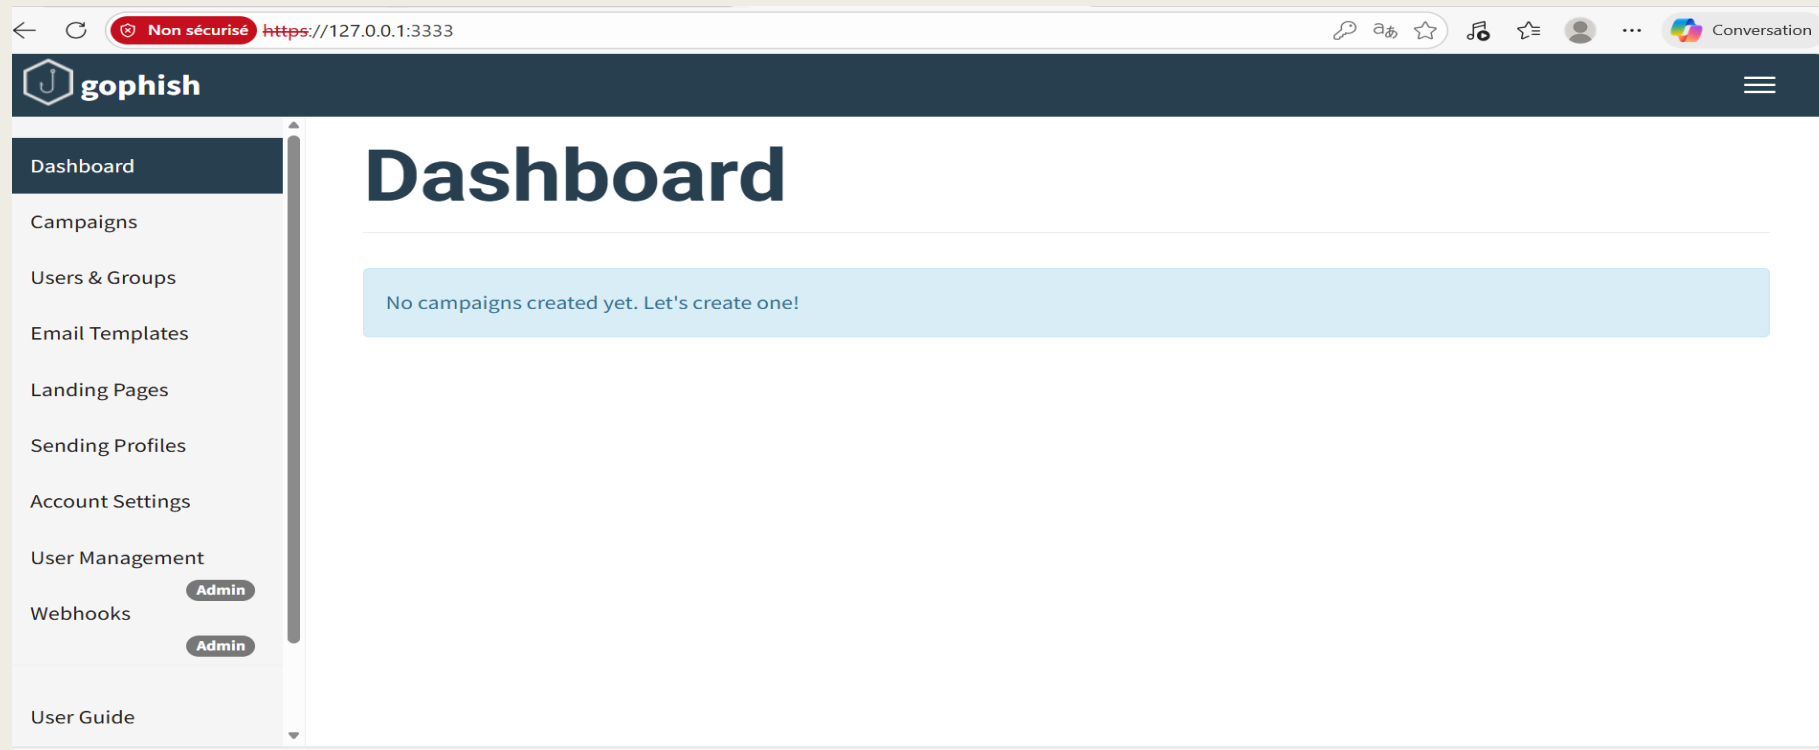 Non sécurisé https://127.0.0.1:3333
Conversation
gophish
Dashboard
Campaigns
Users & Groups
Email Templates
Landing Pages
Sending Profiles
Account Settings
User Management
Admin
Webhooks
Admin
User Guide
Dashboard
No campaigns created yet. Let's create one!